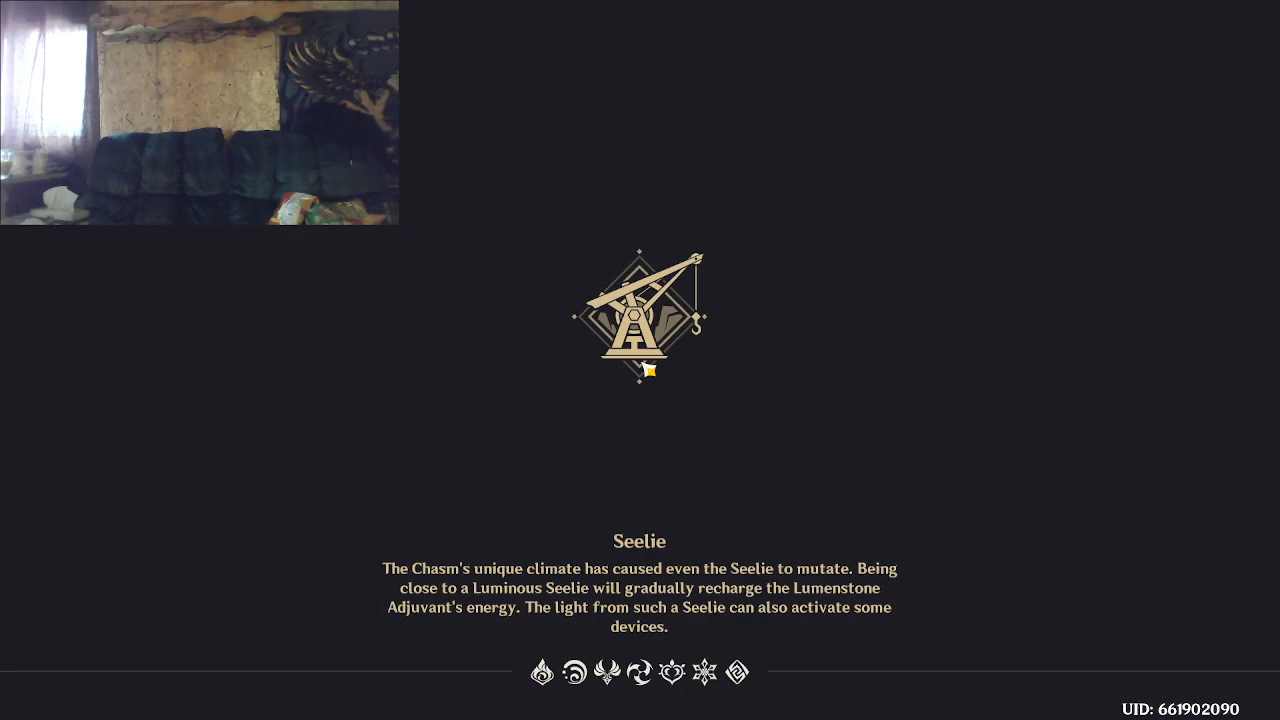 Seelie
The Chasm's unique climate has caused even the Seelie to mutate. Being
close to a Luminous Seelie will gradually recharge the Lumenstone
Adjuvant's energy. The light from such a Seelie can also activate some
devices.
UID: 661902090